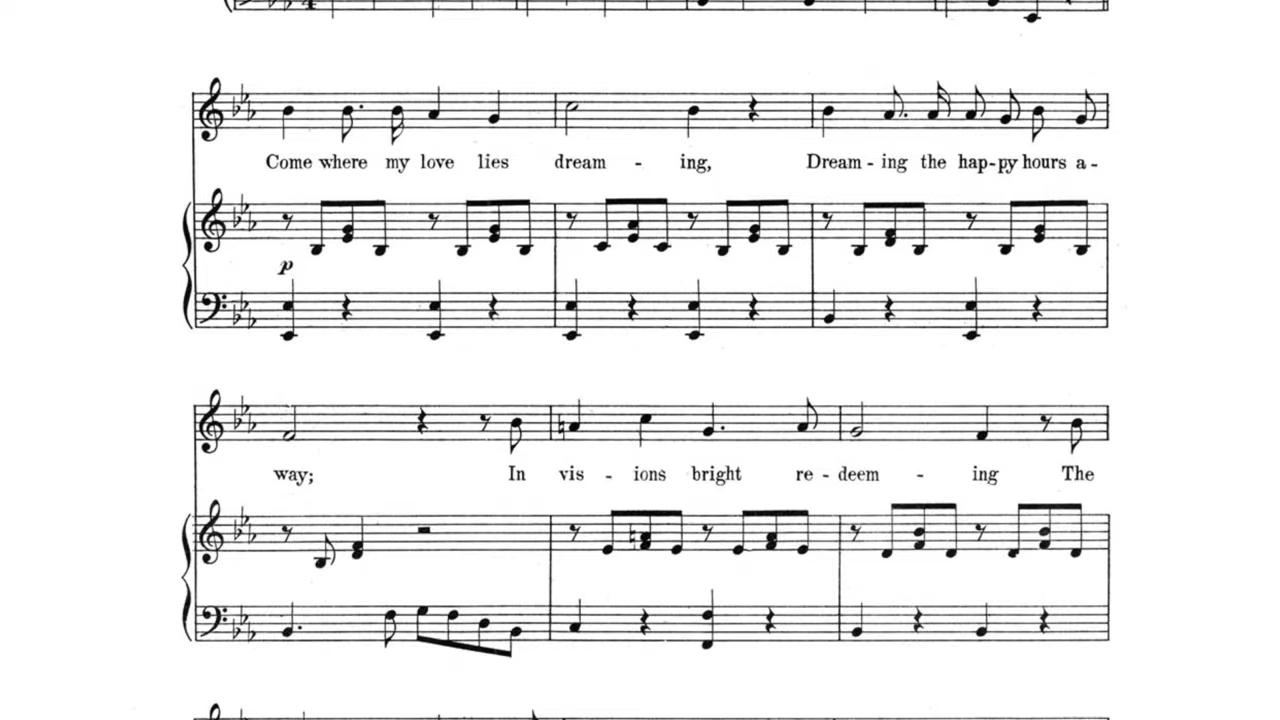 Come where my love lies dream - ing, Dream - ing the hap - py hours a -
p
way; In vis - ions bright re - deem - ing The